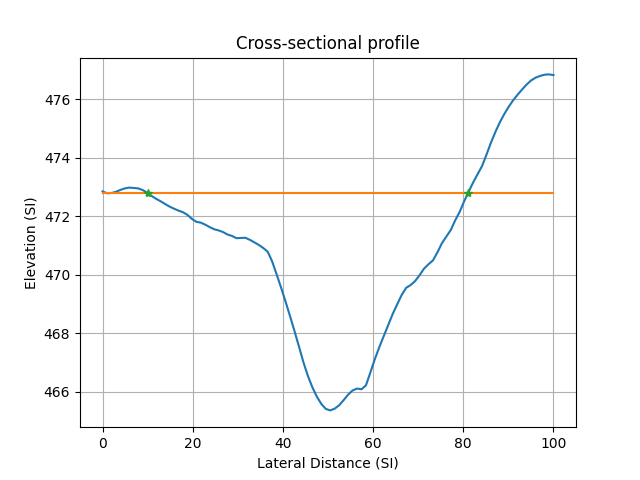 Cross-sectional profile
476
474
472
470
468
466
Elevation (SI)
0 20 40 60 80 100
Lateral Distance (SI)